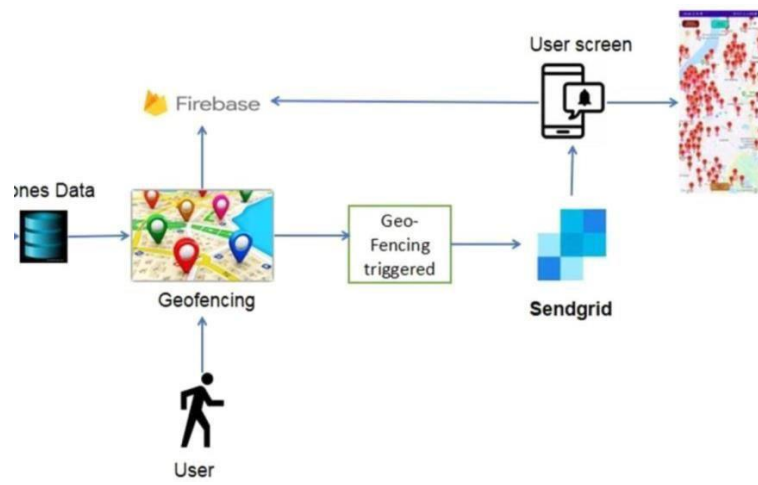 User screen
Firebase
ones Data
Geo-
Fencing
triggered
Geofencing
Sendgrid
User